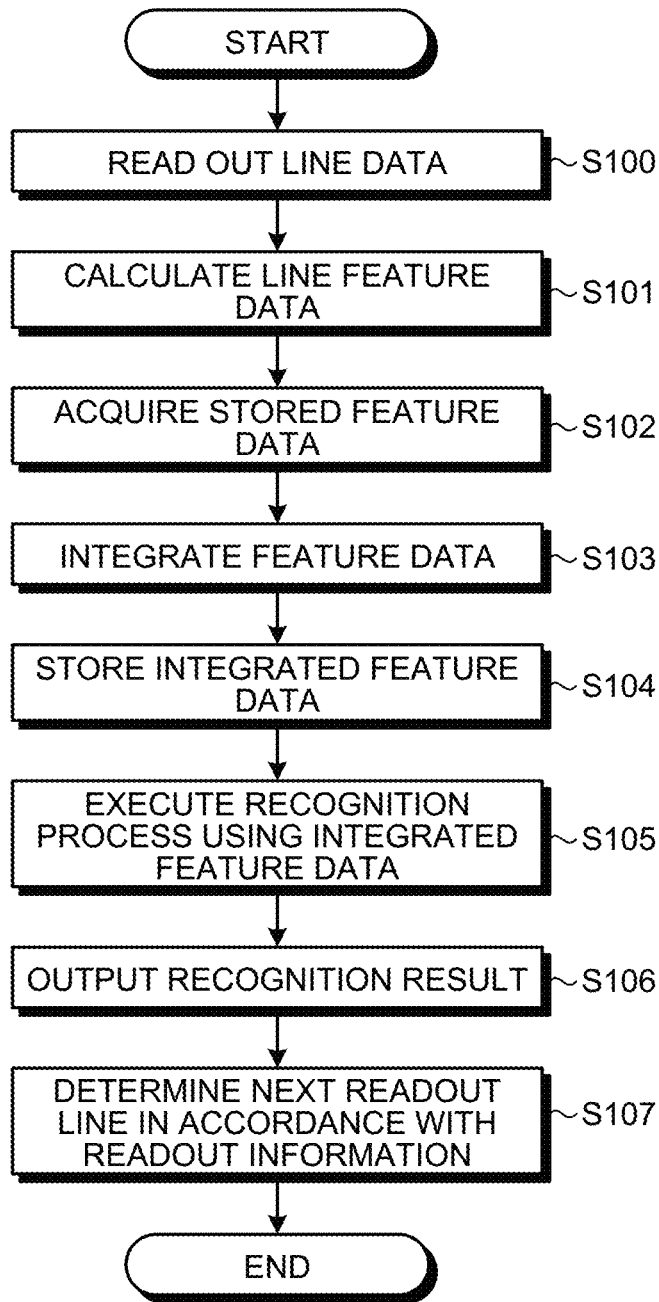 START
READ OUT LINE DATA
~S100
CALCULATE LINE FEATURE
DATA
~S101
ACQUIRE STORED FEATURE
DATA
~S102
INTEGRATE FEATURE DATA
~S103
STORE INTEGRATED FEATURE
DATA
~S104
EXECUTE RECOGNITION
PROCESS USING INTEGRATED
FEATURE DATA
~S105
OUTPUT RECOGNITION RESULT
~S106
DETERMINE NEXT READOUT
LINE IN ACCORDANCE WITH
READOUT INFORMATION
~S107
END